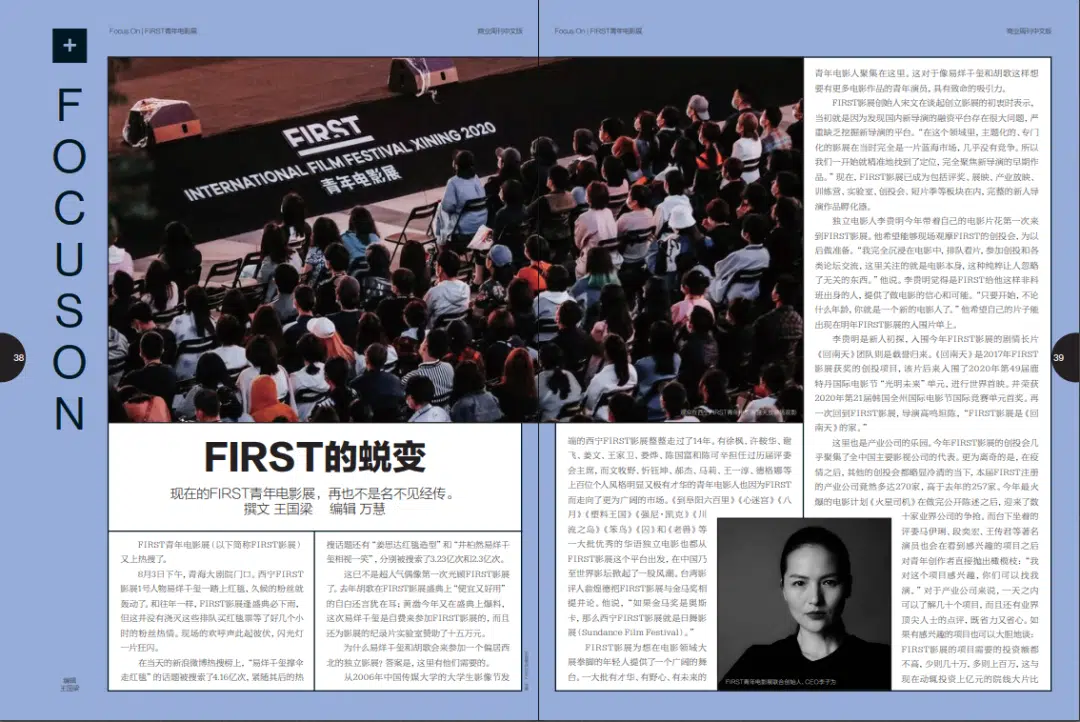 Focus On | FIRST青年电影展
商业周刊中文版
FOCUS ON
38
FIRST
INTERNATIONAL FILM FESTIVAL XINING 2020
青年电影展
FIRST的蜕变
现在的FIRST青年电影展，再也不是名不见经传。
撰文 王国梁 编辑 万慧
FIRST青年电影展（以下简称FIRST影展）
又上热搜了。
8月3日下午，青海大剧院门口。西宁FIRST
影展1号人物易烊千玺一踏上红毯，久候的粉丝就
轰动了。和往年一样，FIRST影展逢盛典必下雨，
但这并没有浇灭这些排队买红毯票等了好几个小
时的粉丝热情。现场的欢呼声此起彼伏，闪光灯
一片狂闪。
在当天的新浪微博热搜榜上，“易烊千玺撑伞
走红毯”的话题被搜索了4.16亿次。紧随其后的热
编辑
王国梁
搜话题还有“姜思达红毯造型”和“井柏然易烊千
玺相视一笑”，分别被搜索了3.23亿次和2.3亿次。
这已不是超人气偶像第一次光顾FIRST影展
了。去年胡歌在FIRST影展盛典上“便宜又好用”
的自白还言犹在耳；黄渤今年又在盛典上爆料，
这次易烊千玺是自费来参加FIRST影展的，而且
还为影展的纪录片实验室赞助了十五万元。
为什么易烊千玺和胡歌会来参加一个偏居西
北的独立影展？答案是，这里有他们需要的。
从2006年中国传媒大学的大学生影像节发
Focus On | FIRST青年电影展
商业周刊中文版
39
端的西宁FIRST影展整整走过了14年。有徐枫、许鞍华、谢
飞、姜文、王家卫、娄烨、陈国富和陈可辛担任过历届评委
会主席，而文牧野、忻钰坤、郝杰、马莉、王一淳、德格娜等
上百位个人风格明显又极有才华的青年电影人也因为FIRST
而走向了更为广阔的市场。《到阜阳六百里》《心迷宫》《八
月》《塑料王国》《强尼·凯克》《川
流之岛》《笨鸟》《囚》和《老兽》等
一大批优秀的华语独立电影也都从
FIRST影展这个平台出发，在中国乃
至世界影坛掀起了一股风潮。台湾影
评人翁煌德把FIRST影展与金马奖相
提并论。他说，“如果金马奖是奥斯
卡，那么西宁FIRST影展就是日舞影
展（Sundance Film Festival）。”
FIRST影展为想在电影领域大
展拳脚的年轻人提供了一个广阔的舞
台。一大批有才华、有野心、有未来的
FIRST青年电影展联合创始人、CEO李子为
青年电影人聚集在这里。这对于像易烊千玺和胡歌这样想
要有更多电影作品的青年演员，具有致命的吸引力。
FIRST影展创始人宋文在谈起创立影展的初衷时表示，
当初就是因为发现国内新导演的融资平台存在很大问题，严
重缺乏挖掘新导演的平台。“在这个领域里，主题化的、专门
化的影展在当时完全是一片蓝海市场，几乎没有竞争。所以
我们一开始就精准地找到了定位，完全聚焦新导演的早期作
品。”现在，FIRST影展已成为包括评奖、展映、产业放映、
训练营、实验室、创投会、短片季等板块在内，完整的新人导
演作品孵化器。
独立电影人李贵明今年带着自己的电影片花第一次来
到FIRST影展。他希望能够现场观摩FIRST的创投会，为以
后做准备。“我完全沉浸在电影中，排队看片，参加创投和各
类论坛交流，这里关注的就是电影本身，这种纯粹让人忽略
了无关的东西。”他说。李贵明觉得是FIRST给他这样非科
班出身的人，提供了做电影的信心和可能。“只要开始，不论
什么年龄，你就是一个新的电影人了。”他希望自己的片子能
出现在明年FIRST影展的入围片单上。
李贵明是新人初探，入围今年FIRST影展的剧情长片
《回南天》团队则是载誉归来。《回南天》是2017年FIRST
影展获奖的创投项目，该片后来入围了2020年第49届鹿
特丹国际电影节“光明未来”单元，进行世界首映，并荣获
2020年第21届韩国全州国际电影节国际竞赛单元首奖。再
一次回到FIRST影展，导演高鸣坦陈，“FIRST影展是《回
南天》的家。”
这里也是产业公司的乐园。今年FIRST影展的创投会几
乎聚集了全中国主要影视公司的代表。更为离奇的是，在疫
情之后，其他的创投会都略显冷清的当下，本届FIRST注册
的产业公司竟然多达270家，高于去年的257家。今年最火
爆的电影计划《火星司机》在做完公开陈述之后，迎来了数
十家业界公司的争抢。而台下坐着的
评委马伊琍、段奕宏、王传君等著名
演员也会在看到感兴趣的项目之后
对青年创作者直接抛出橄榄枝：“我
对这个项目感兴趣，你们可以找我
演。”对于产业公司来说，一天之内
可以了解几十个项目，而且还有业界
顶尖人士的点评，既省力又省心。如
果有感兴趣的项目也可以大胆地谈：
FIRST影展的项目需要的投资额都
不高，少则几十万，多则上百万。这与
现在动辄投资上亿元的院线大片比